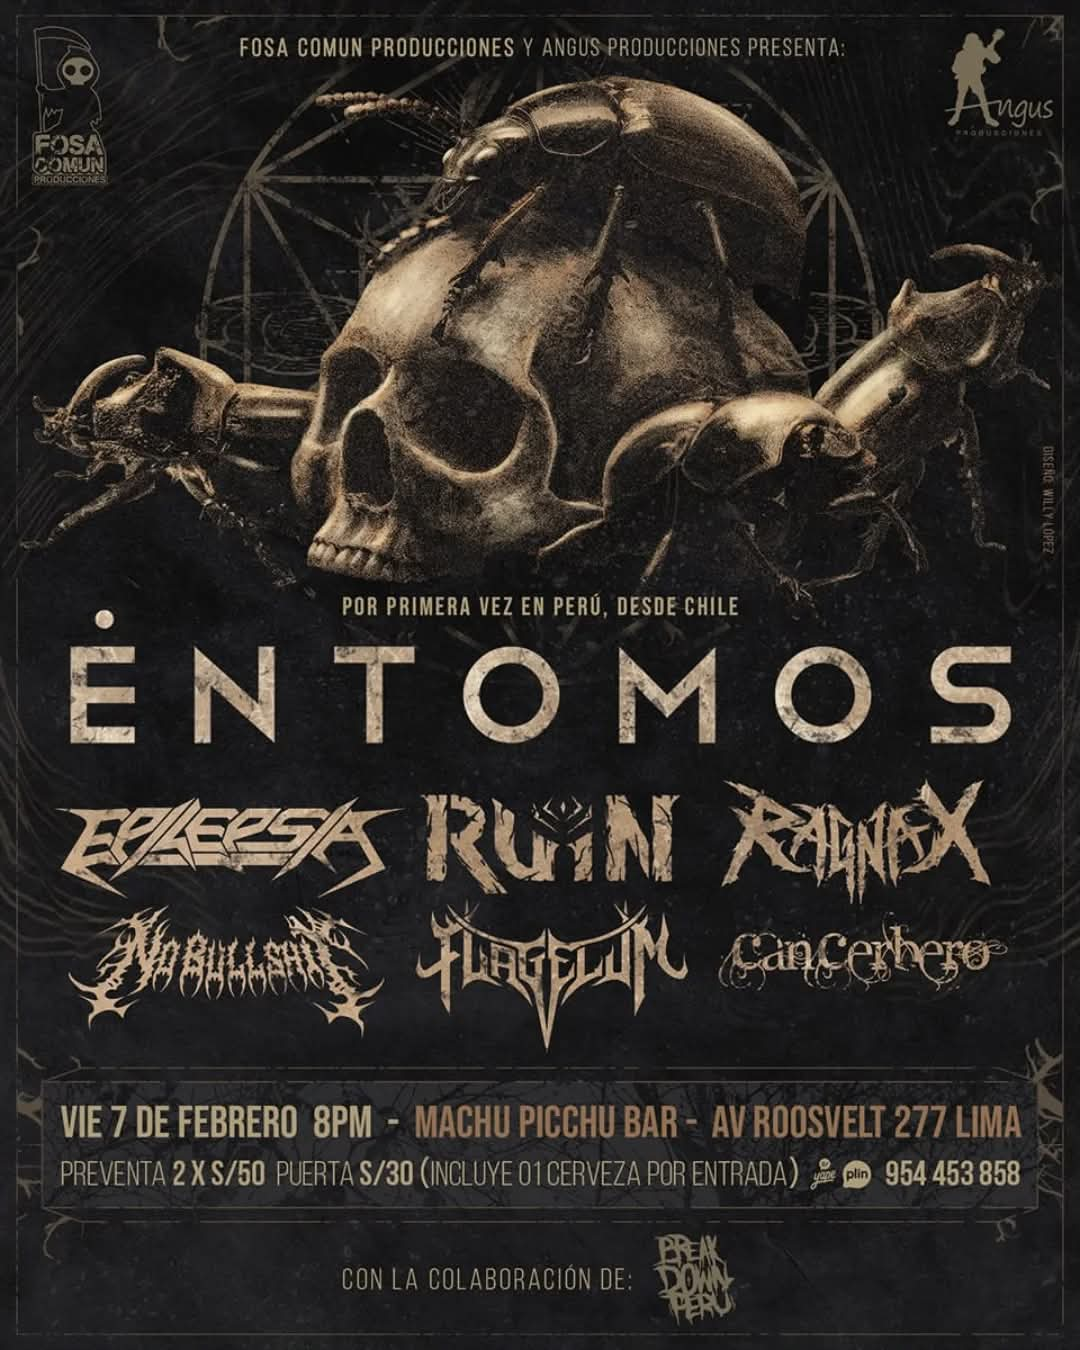 FOSA COMUN PRODUCCIONES Y ANGUS PRODUCCIONES PRESENTA:
FOSA
COMUN
PRODUCCIONES
Angus
PRODUCCIONES
DISEÑO: WILLY LÓPEZ
POR PRIMERA VEZ EN PERÚ, DESDE CHILE
ĖNTOMOS
EPILEPSIA RUIN RAGNAX
NO BULLSHIT FLAGELUM Cancerbero
VIE 7 DE FEBRERO 8PM - MACHU PICCHU BAR - AV ROOSVELT 277 LIMA
PREVENTA 2 X S/50 PUERTA S/30 (INCLUYE 01 CERVEZA POR ENTRADA) yape plin 954 453 858
CON LA COLABORACIÓN DE:
BREAK
DOWN
PERU